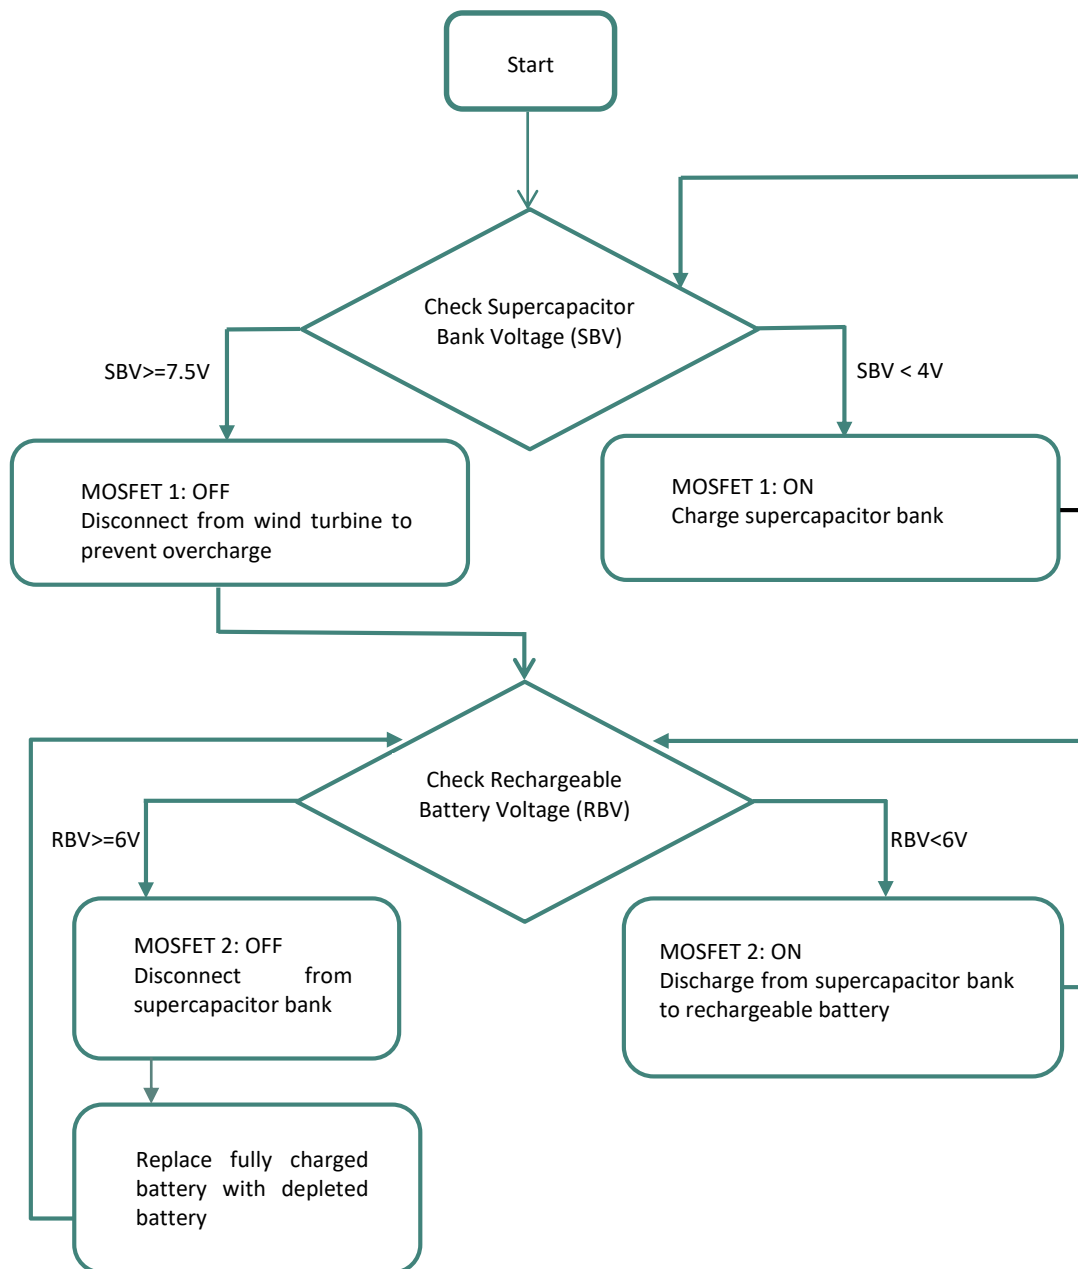 Start
Check Supercapacitor
Bank Voltage (SBV)
SBV>=7.5V
SBV < 4V
MOSFET 1: OFF
Disconnect from wind turbine to
prevent overcharge
MOSFET 1: ON
Charge supercapacitor bank
Check Rechargeable
Battery Voltage (RBV)
RBV>=6V
RBV<6V
MOSFET 2: OFF
Disconnect from
supercapacitor bank
MOSFET 2: ON
Discharge from supercapacitor bank
to rechargeable battery
Replace fully charged
battery with depleted
battery